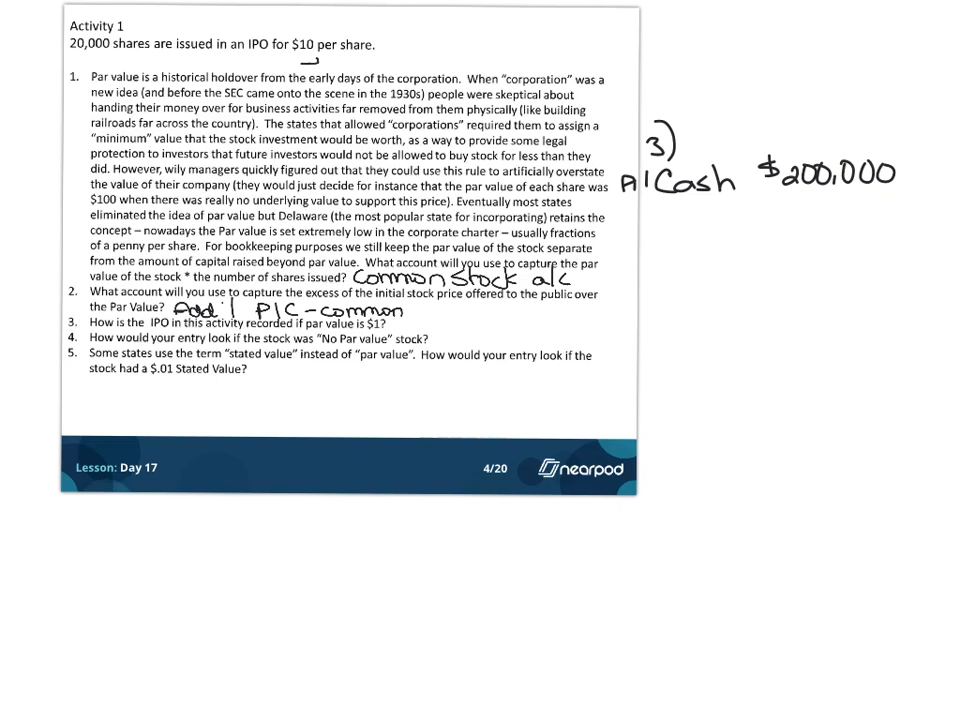 Activity 1
20,000 shares are issued in an IPO for $10 per share.
1. Par value is a historical holdover from the early days of the corporation. When "corporation" was a
new idea (and before the SEC came onto the scene in the 1930s) people were skeptical about
handing their money over for business activities far removed from them physically (like building
railroads far across the country). The states that allowed "corporations" required them to assign a
"minimum" value that the stock investment would be worth, as a way to provide some legal
protection to investors that future investors would not be allowed to buy stock for less than they
did. However, wily managers quickly figured out that they could use this rule to artificially overstate
the value of their company (they would just decide for instance that the par value of each share was
$100 when there was really no underlying value to support this price). Eventually most states
eliminated the idea of par value but Delaware (the most popular state for incorporating) retains the
concept – nowadays the Par value is set extremely low in the corporate charter – usually fractions
of a penny per share. For bookkeeping purposes we still keep the par value of the stock separate
from the amount of capital raised beyond par value. What account will you use to capture the par
value of the stock * the number of shares issued? Common Stock a/c
2. What account will you use to capture the excess of the initial stock price offered to the public over
the Par Value? Add'l PIC-common
3. How is the IPO in this activity recorded if par value is $1?
4. How would your entry look if the stock was "No Par value" stock?
5. Some states use the term "stated value" instead of "par value". How would your entry look if the
stock had a $.01 Stated Value?
Lesson: Day 17
4/20
nearpod
3)
A/Cash $200,000